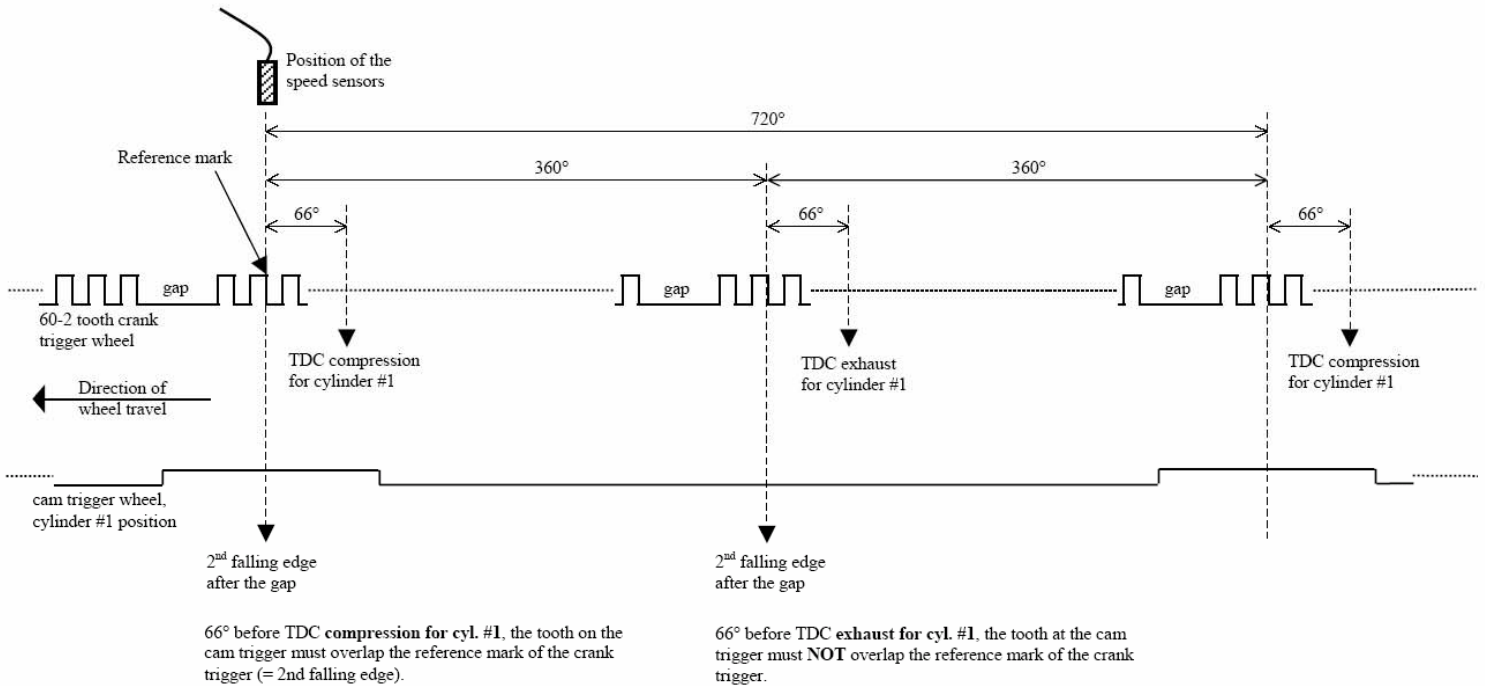 Position of the
speed sensors
720°
Reference mark
360°
360°
66°
66°
66°
gap
gap
gap
60-2 tooth crank
trigger wheel
TDC compression
for cylinder #1
TDC exhaust
for cylinder #1
TDC compression
for cylinder #1
Direction of
wheel travel
cam trigger wheel,
cylinder #1 position
2nd falling edge
after the gap
2nd falling edge
after the gap
66° before TDC compression for cyl. #1, the tooth on the
cam trigger must overlap the reference mark of the crank
trigger (= 2nd falling edge).
66° before TDC exhaust for cyl. #1, the tooth at the cam
trigger must NOT overlap the reference mark of the crank
trigger.